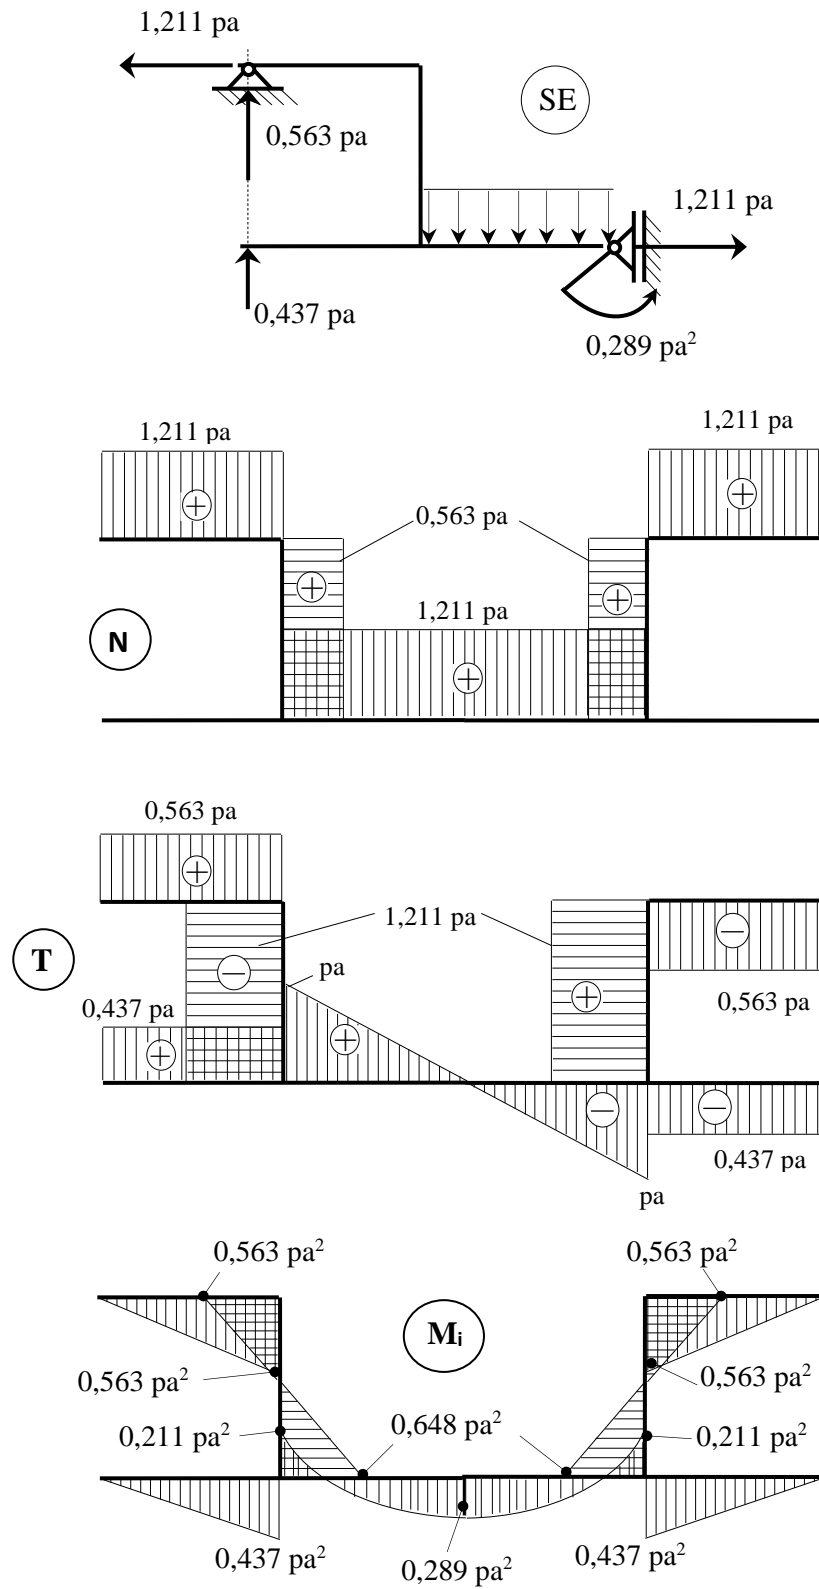 1,211 pa
SE
0,563 pa
1,211 pa
0,437 pa
0,289 pa²
1,211 pa
1,211 pa
0,563 pa
1,211 pa
N
0,563 pa
1,211 pa
T
pa
0,437 pa
0,563 pa
0,437 pa
pa
0,563 pa²
0,563 pa²
Mᵢ
0,563 pa²
0,563 pa²
0,648 pa²
0,211 pa²
0,211 pa²
0,437 pa²
0,289 pa²
0,437 pa²